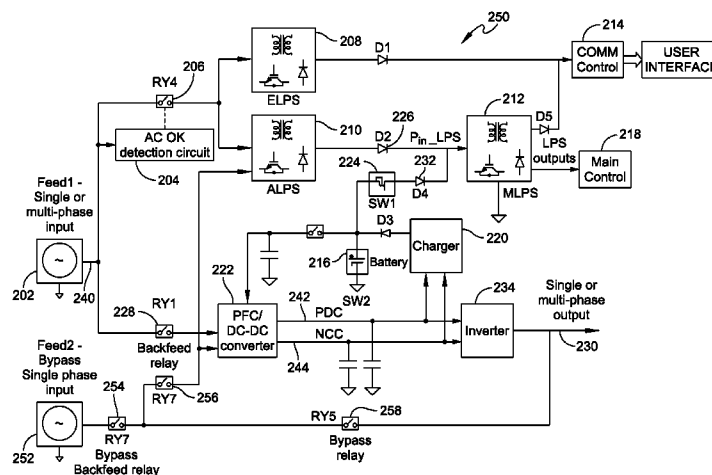 250
214
COMM
Control
USER
INTERFACE
208
ELPS
D1
206
RY4
AC OK
detection circuit
204
210
ALPS
226
D2
Pin_LPS
212
MLPS
D5
LPS
outputs
218
Main
Control
224
SW1
232
D4
Feed1 -
Single or
multi-phase
input
202
240
D3
220
Charger
216
Battery
SW2
228
RY1
Backfeed
relay
222
PFC/
DC-DC
converter
242
PDC
NCC
244
234
Inverter
Single or
multi-phase
output
230
Feed2 -
Bypass
Single phase
input
252
254
RY7
Bypass
Backfeed relay
RY7
256
RY5
258
Bypass
relay